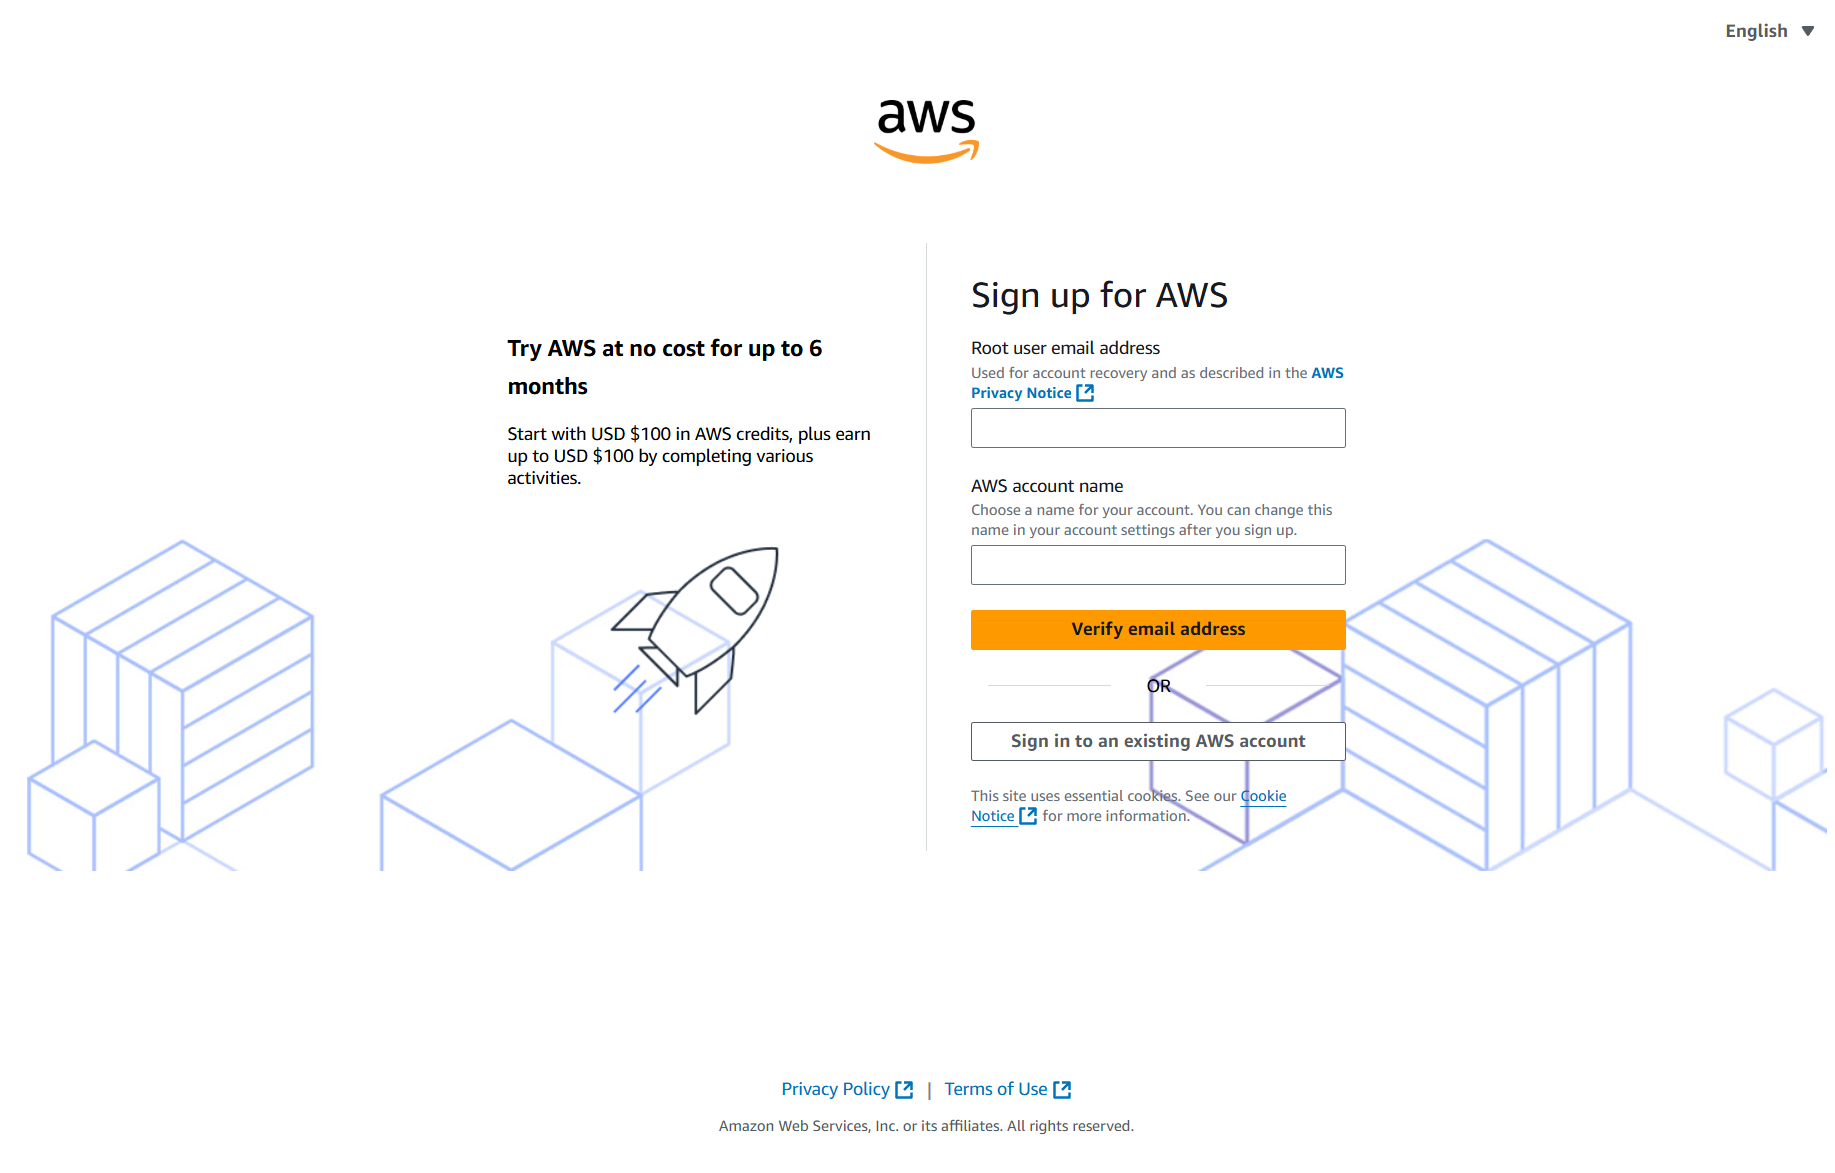 English
aws
Try AWS at no cost for up to 6
months
Start with USD $100 in AWS credits, plus earn
up to USD $100 by completing various
activities.
Sign up for AWS
Root user email address
Used for account recovery and as described in the AWS
Privacy Notice
AWS account name
Choose a name for your account. You can change this
name in your account settings after you sign up.
Verify email address
OR
Sign in to an existing AWS account
This site uses essential cookies. See our Cookie
Notice for more information.
Privacy Policy | Terms of Use
Amazon Web Services, Inc. or its affiliates. All rights reserved.